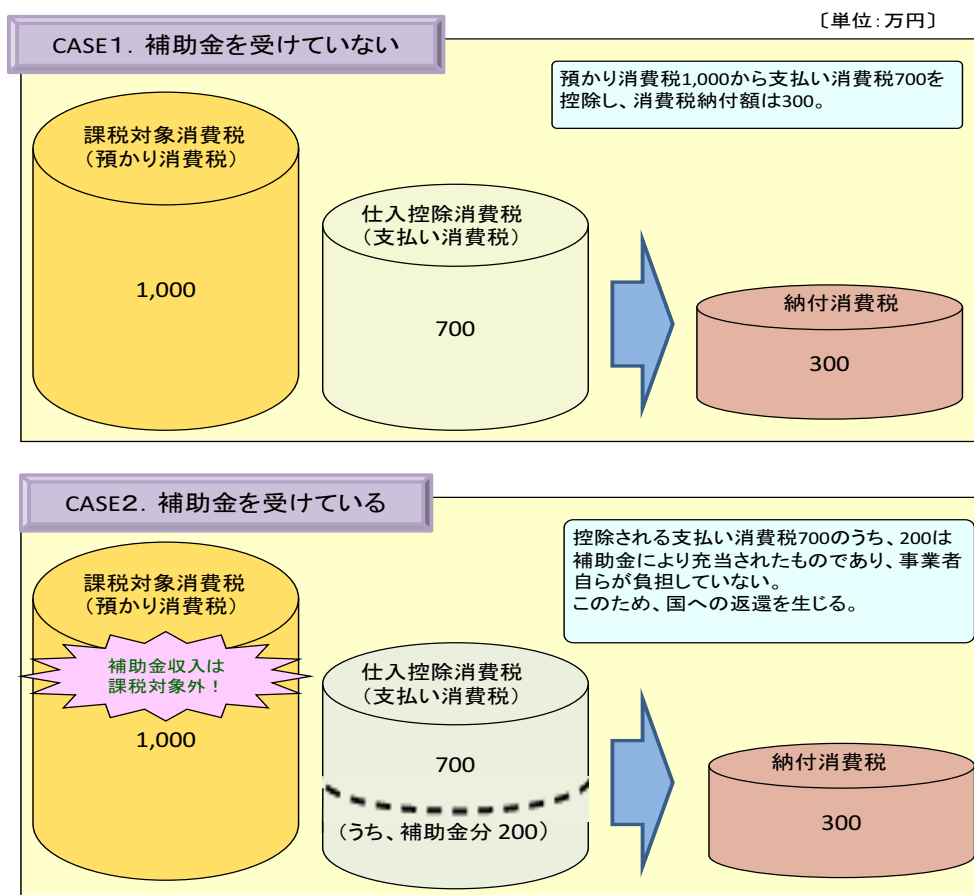 〔単位：万円〕
CASE1．補助金を受けていない
預かり消費税1,000から支払い消費税700を
控除し、消費税納付額は300。
課税対象消費税
（預かり消費税）
1,000
仕入控除消費税
（支払い消費税）
700
納付消費税
300
CASE2．補助金を受けている
控除される支払い消費税700のうち、200は
補助金により充当されたものであり、事業者
自らが負担していない。
このため、国への返還を生じる。
課税対象消費税
（預かり消費税）
補助金収入は
課税対象外！
1,000
仕入控除消費税
（支払い消費税）
700
（うち、補助金分 200）
納付消費税
300